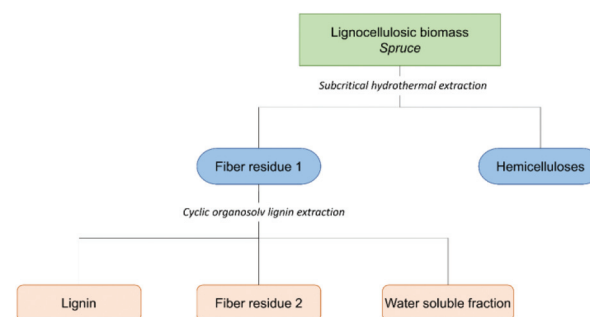 Lignocellulosic biomass
Spruce
Subcritical hydrothermal extraction
Fiber residue 1
Hemicelluloses
Cyclic organosolv lignin extraction
Lignin
Fiber residue 2
Water soluble fraction